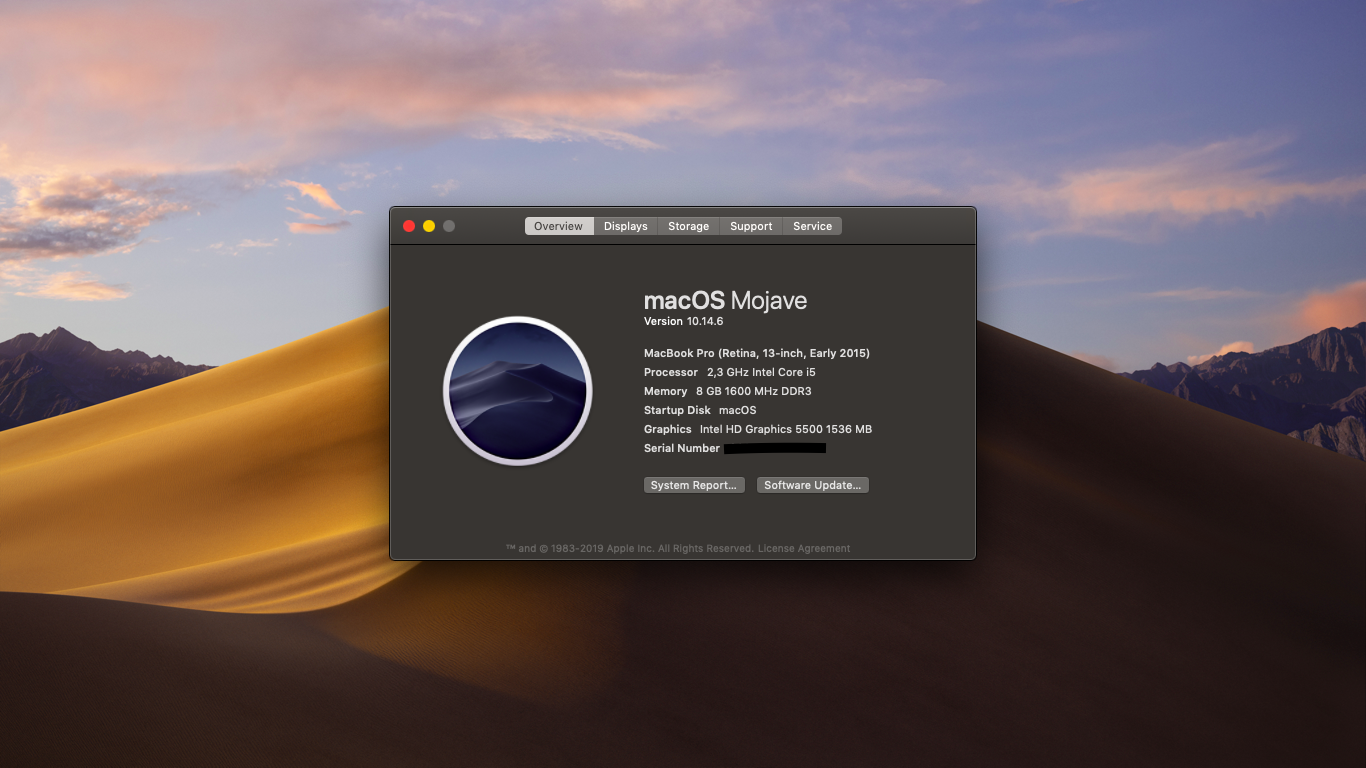 Overview Displays Storage Support Service
macOS Mojave
Version 10.14.6
MacBook Pro (Retina, 13-inch, Early 2015)
Processor 2,3 GHz Intel Core i5
Memory 8 GB 1600 MHz DDR3
Startup Disk macOS
Graphics Intel HD Graphics 5500 1536 MB
Serial Number
System Report... Software Update...
™ and © 1983-2019 Apple Inc. All Rights Reserved. License Agreement